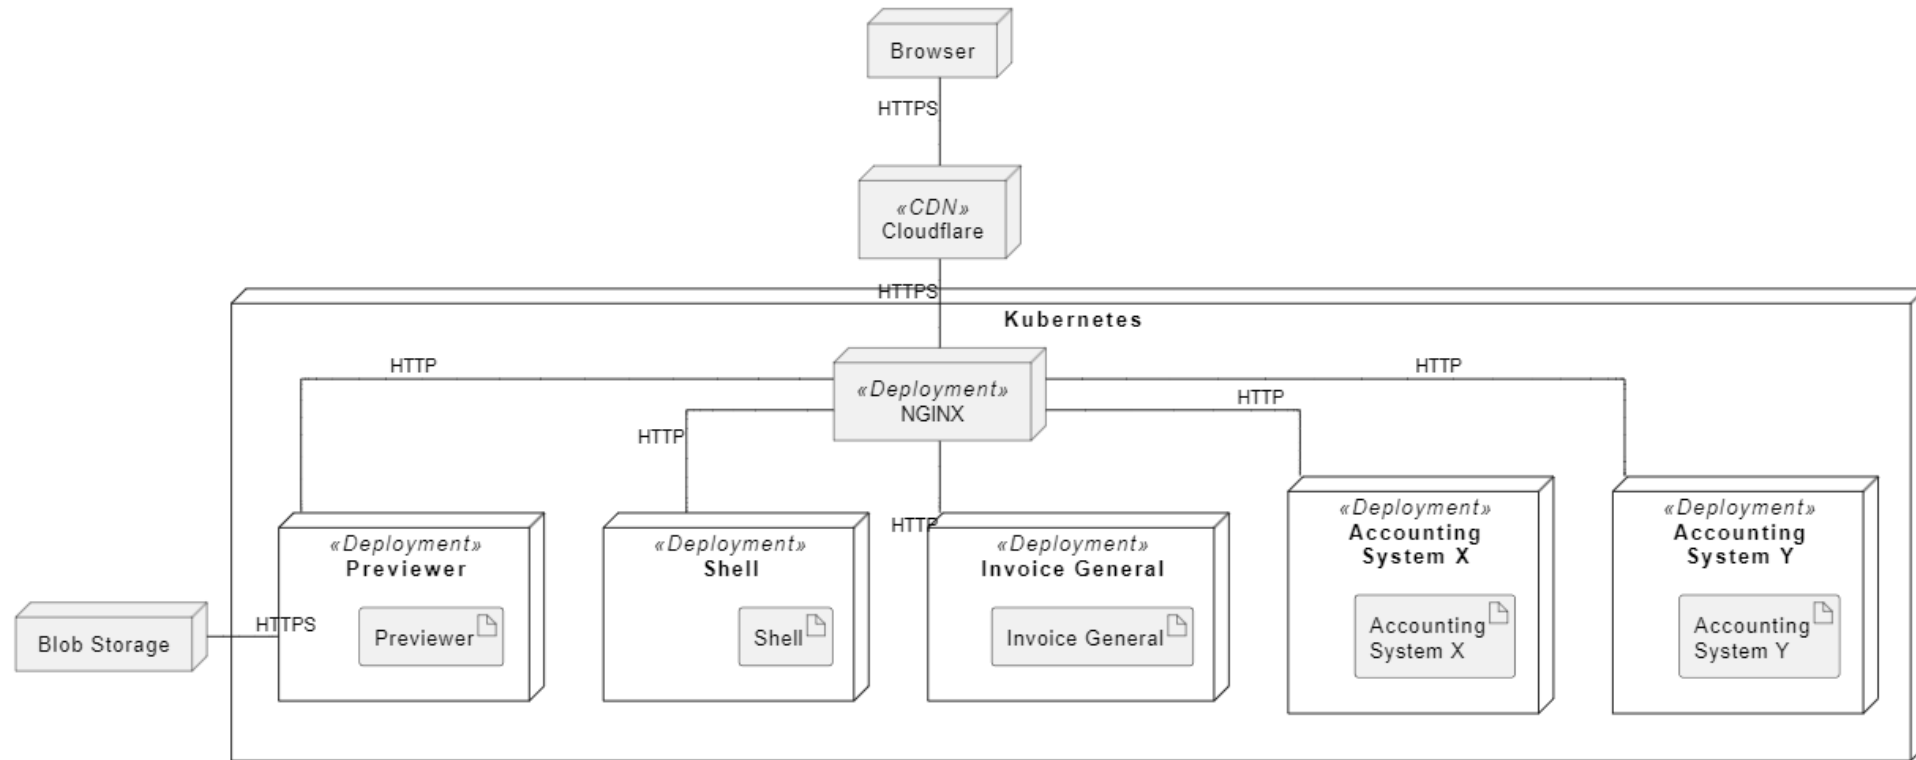 Browser
HTTPS
«CDN»
Cloudflare
HTTPS
Kubernetes
HTTP
HTTP
HTTP
HTTP
«Deployment»
NGINX
HTTP
«Deployment»
Previewer
Previewer
«Deployment»
Shell
Shell
«Deployment»
Invoice General
Invoice General
«Deployment»
Accounting
System X
Accounting
System X
«Deployment»
Accounting
System Y
Accounting
System Y
HTTPS
Blob Storage